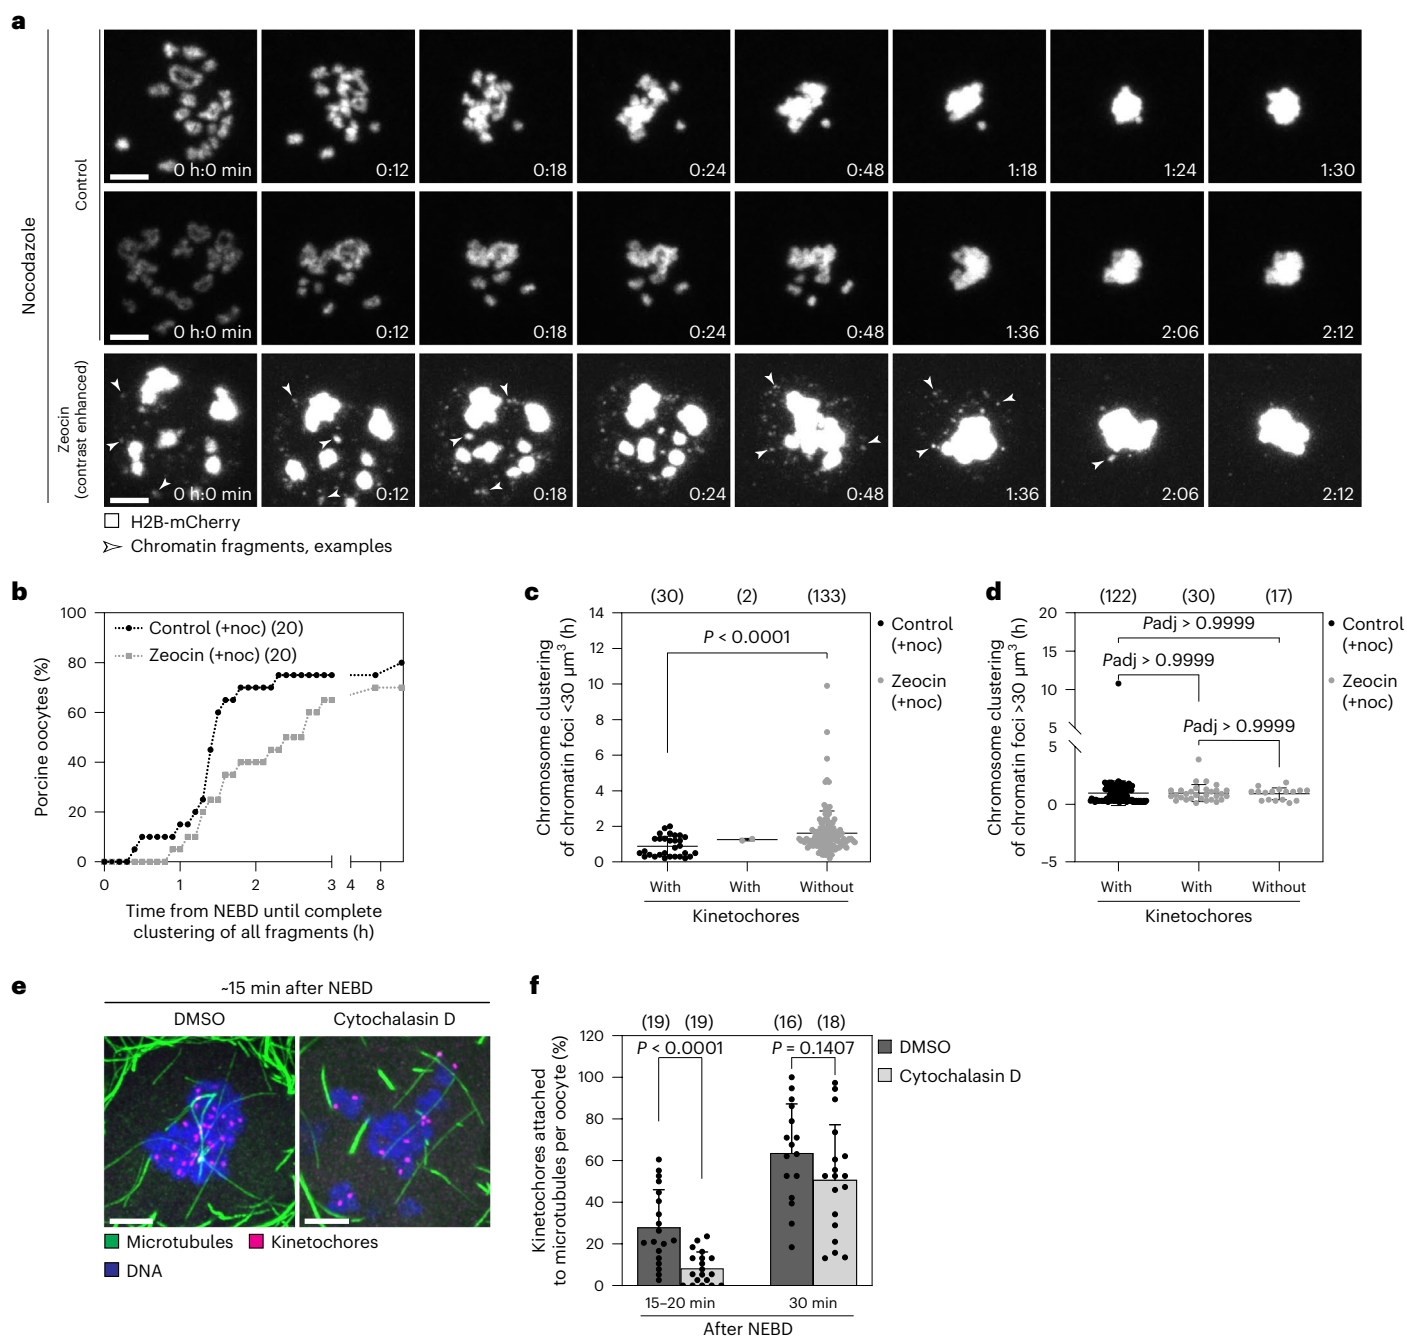 a
Nocodazole
Control
0 h:0 min
0:12
0:18
0:24
0:48
1:18
1:24
1:30
0 h:0 min
0:12
0:18
0:24
0:48
1:36
2:06
2:12
Zeocin
(contrast enhanced)
0 h:0 min
0:12
0:18
0:24
0:48
1:36
2:06
2:12
H2B-mCherry
Chromatin fragments, examples
b
Porcine oocytes (%)
100
80
60
40
20
0
Control (+noc) (20)
Zeocin (+noc) (20)
0 1 2 3 4 8
Time from NEBD until complete
clustering of all fragments (h)
c
Chromosome clustering
of chromatin foci <30 µm³ (h)
(30) (2) (133)
14
12
10
8
6
4
2
0
P < 0.0001
Control
(+noc)
Zeocin
(+noc)
With With Without
Kinetochores
d
Chromosome clustering
of chromatin foci >30 µm³ (h)
(122) (30) (17)
20
15
10
5
5
0
–5
Padj > 0.9999
Padj > 0.9999
Padj > 0.9999
Control
(+noc)
Zeocin
(+noc)
With With Without
Kinetochores
e
~15 min after NEBD
DMSO Cytochalasin D
Microtubules Kinetochores
DNA
f
Kinetochores attached
to microtubules per oocyte (%)
(19) (19) (16) (18)
120
100
80
60
40
20
0
P < 0.0001 P = 0.1407
DMSO
Cytochalasin D
15–20 min 30 min
After NEBD